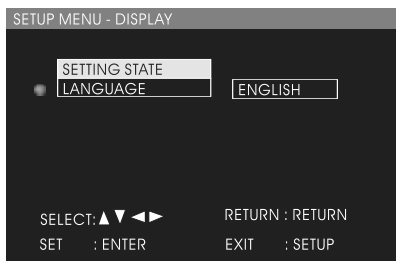 SETUP MENU - DISPLAY
SETTING STATE
LANGUAGE ENGLISH
SELECT:▲▼◄► RETURN : RETURN
SET : ENTER EXIT : SETUP